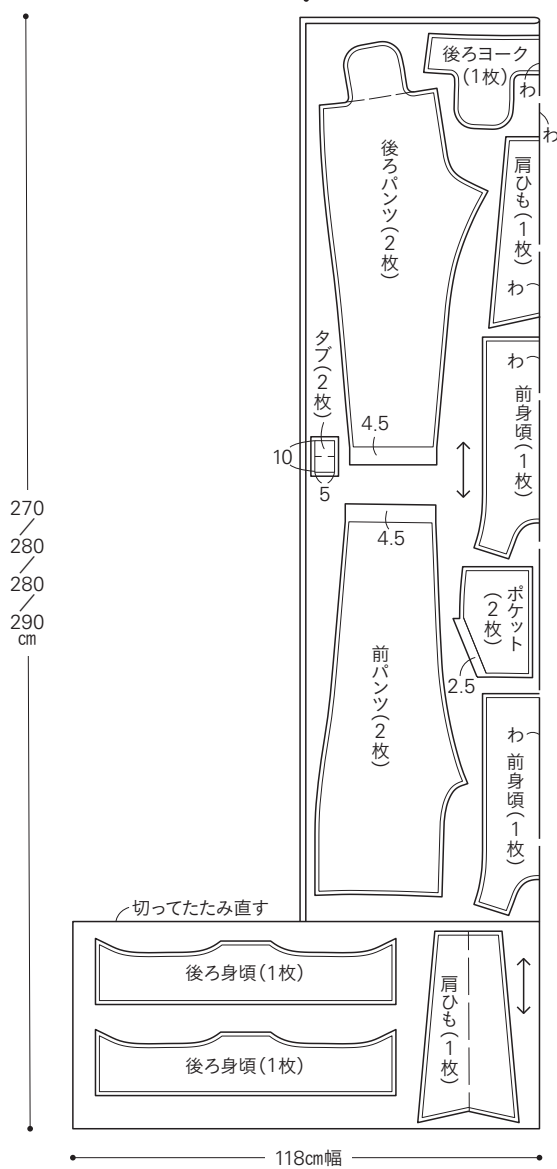 後ろヨーク
(1枚)
わ
わ
後ろパンツ(2枚)
肩ひも(1枚)
わ
タブ(2枚)
わ
前身頃(1枚)
4.5
10
5
4.5
270
280
280
290
cm
ポケット
(2枚)
2.5
前パンツ(2枚)
わ
前身頃(1枚)
切ってたたみ直す
後ろ身頃(1枚)
肩ひも(1枚)
後ろ身頃(1枚)
118cm幅